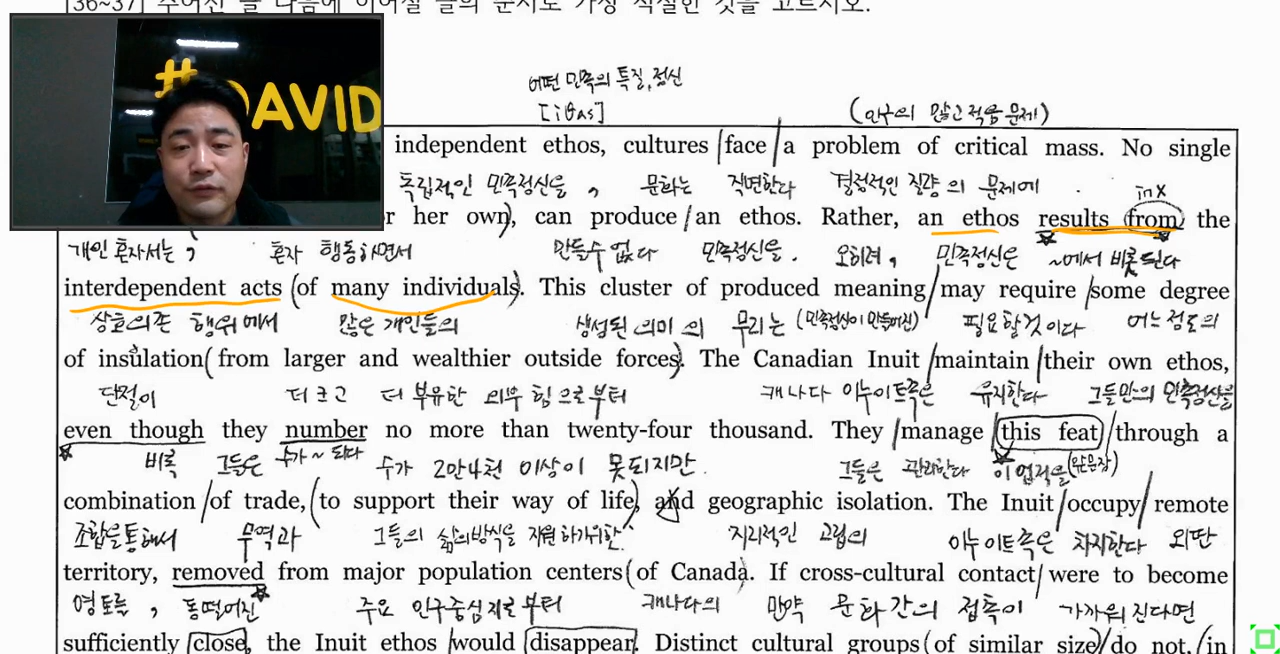 [36~37] 주어진 글 다음에 이어질 글의 순서로 가장 적절한 것을 고르시오.
#DAVID
어떤 민족의 특질, 정신
[iθas]
(인구의 많고 적음 문제)
independent ethos, cultures face a problem of critical mass. No single
독립적인 민족정신을, 문화는 직면한다 결정적인 질량의 문제에
in X
r her own), can produce an ethos. Rather, an ethos results from the
개인 혼자서는, 혼자 행동하면서 만들수 없다 민족정신을. 오히려, 민족정신은 ~에서 비롯된다
interdependent acts (of many individuals). This cluster of produced meaning may require some degree
상호의존 행위에서 많은 개인들의 생성된 의미의 무리는 (민족정신이 만들어진) 필요할것이다 어느정도의
of insulation (from larger and wealthier outside forces). The Canadian Inuit maintain their own ethos,
단절이 더 크고 더 부유한 외부 힘으로부터 캐나다 이누이트족은 유지한다 그들만의 민족정신을
even though they number no more than twenty-four thousand. They manage this feat through a
비록 그들은 수가~되다 수가 2만4천 이상이 못되지만. 그들은 관리한다 이 업적을 (앞문장)
combination of trade, (to support their way of life), and geographic isolation. The Inuit occupy remote
조합을통해서 무역과 그들의 삶의방식을 지원하기위한 지리적인 고립의 이누이트족은 차지한다 외딴
territory, removed from major population centers (of Canada). If cross-cultural contact were to become
영토를, 동떨어진 주요 인구중심지로부터 캐나다의 만약 문화간의 접촉이 가까워진다면
sufficiently close, the Inuit ethos would disappear. Distinct cultural groups (of similar size) do not, (in